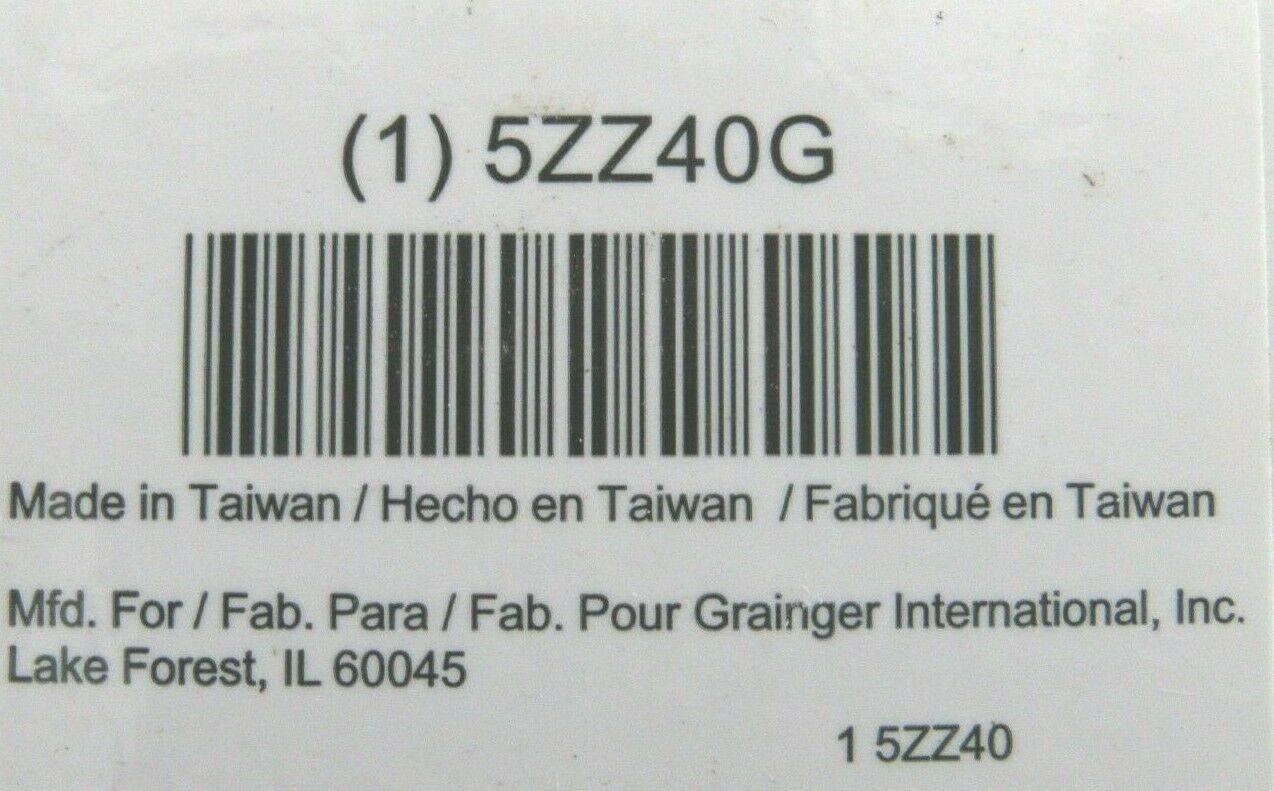 (1) 5ZZ40G
Made in Taiwan / Hecho en Taiwan / Fabriqué en Taiwan
Mfd. For / Fab. Para / Fab. Pour Grainger International, Inc.
Lake Forest, IL 60045
1 5ZZ40